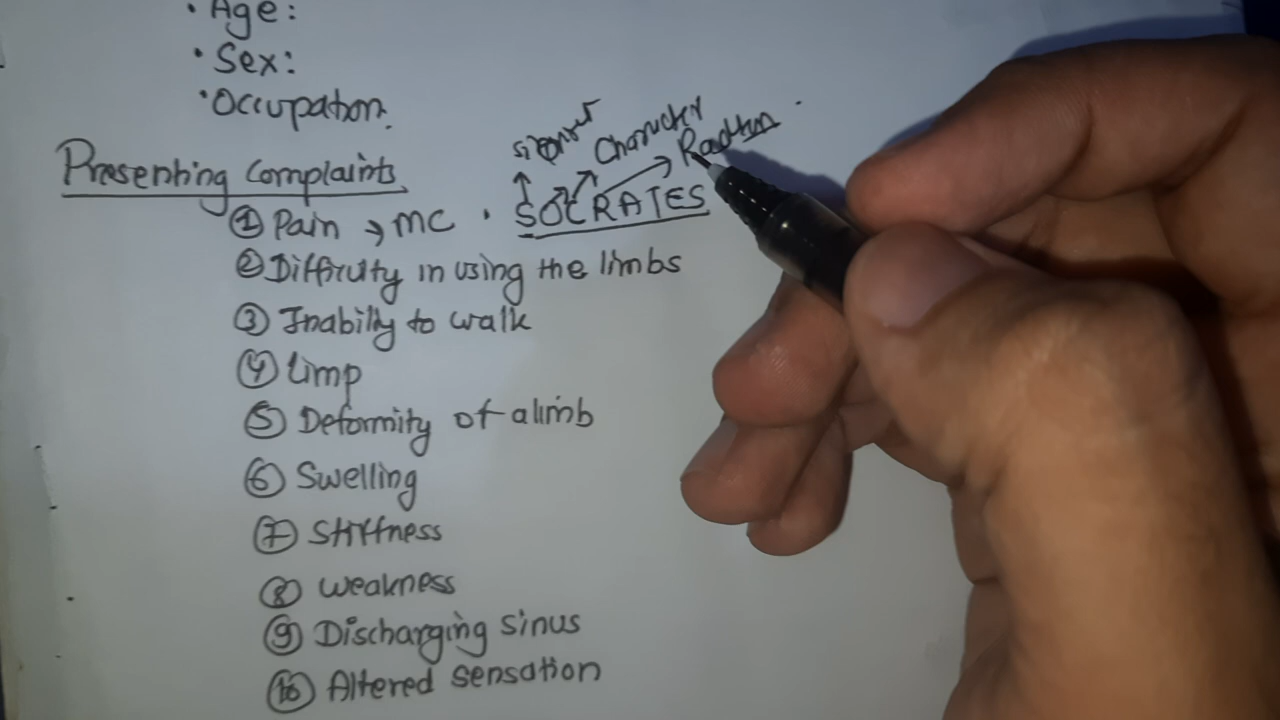 • Age:
• Sex:
• Occupation.
Character
Presenting Complaints
① Pain → MC • SOCRATES
② Difficulty in using the limbs
③ Inability to walk
④ Limp
⑤ Deformity of a limb
⑥ Swelling
⑦ Stiffness
⑧ weakness
⑨ Discharging sinus
⑩ Altered sensation